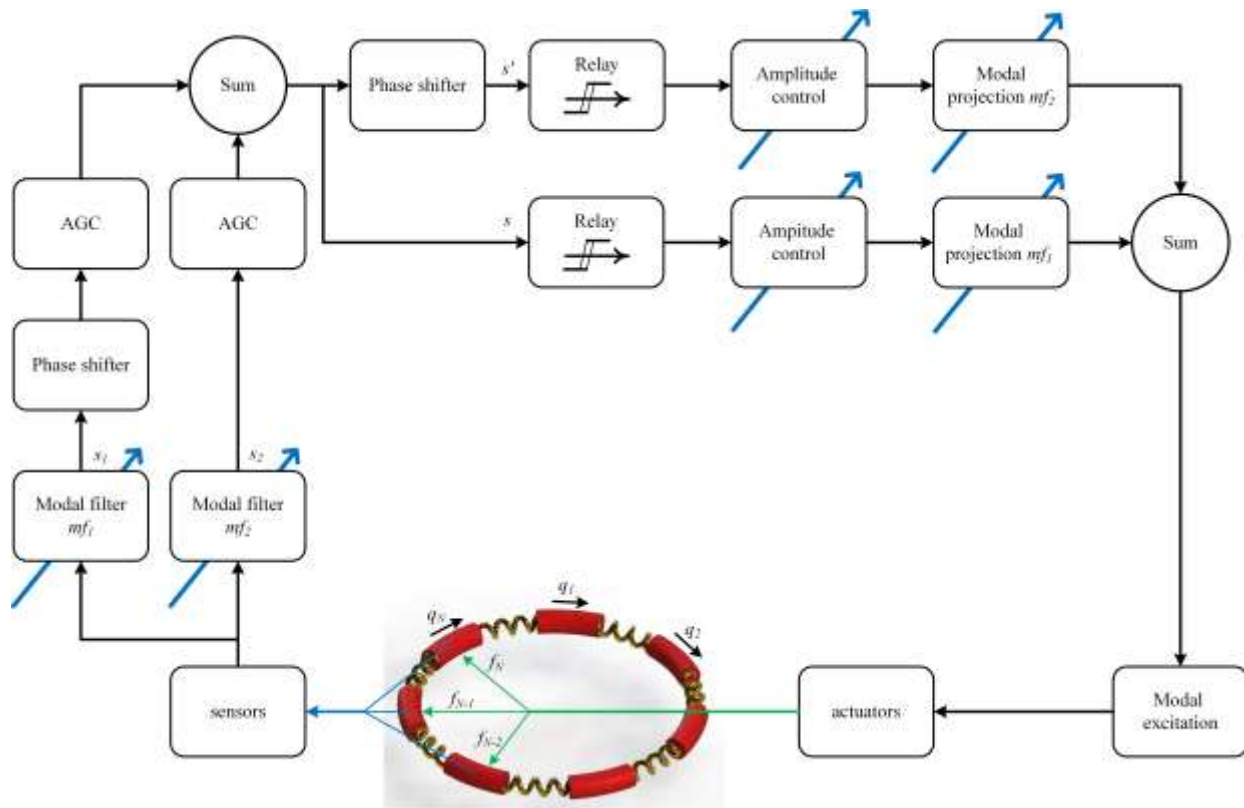 Sum
Phase shifter
s'
Relay
Amplitude
control
Modal
projection mf₂
AGC
AGC
s
Relay
Amplitude
control
Modal
projection mf₁
Sum
Phase shifter
s₁
s₂
Modal filter
mf₁
Modal filter
mf₂
q₁
qN
q₂
fN
fN-1
fN-2
sensors
actuators
Modal
excitation